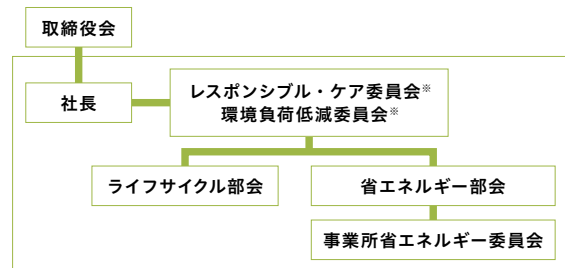 取締役会
社長
レスポンシブル・ケア委員会※
環境負荷低減委員会※
ライフサイクル部会
省エネルギー部会
事業所省エネルギー委員会